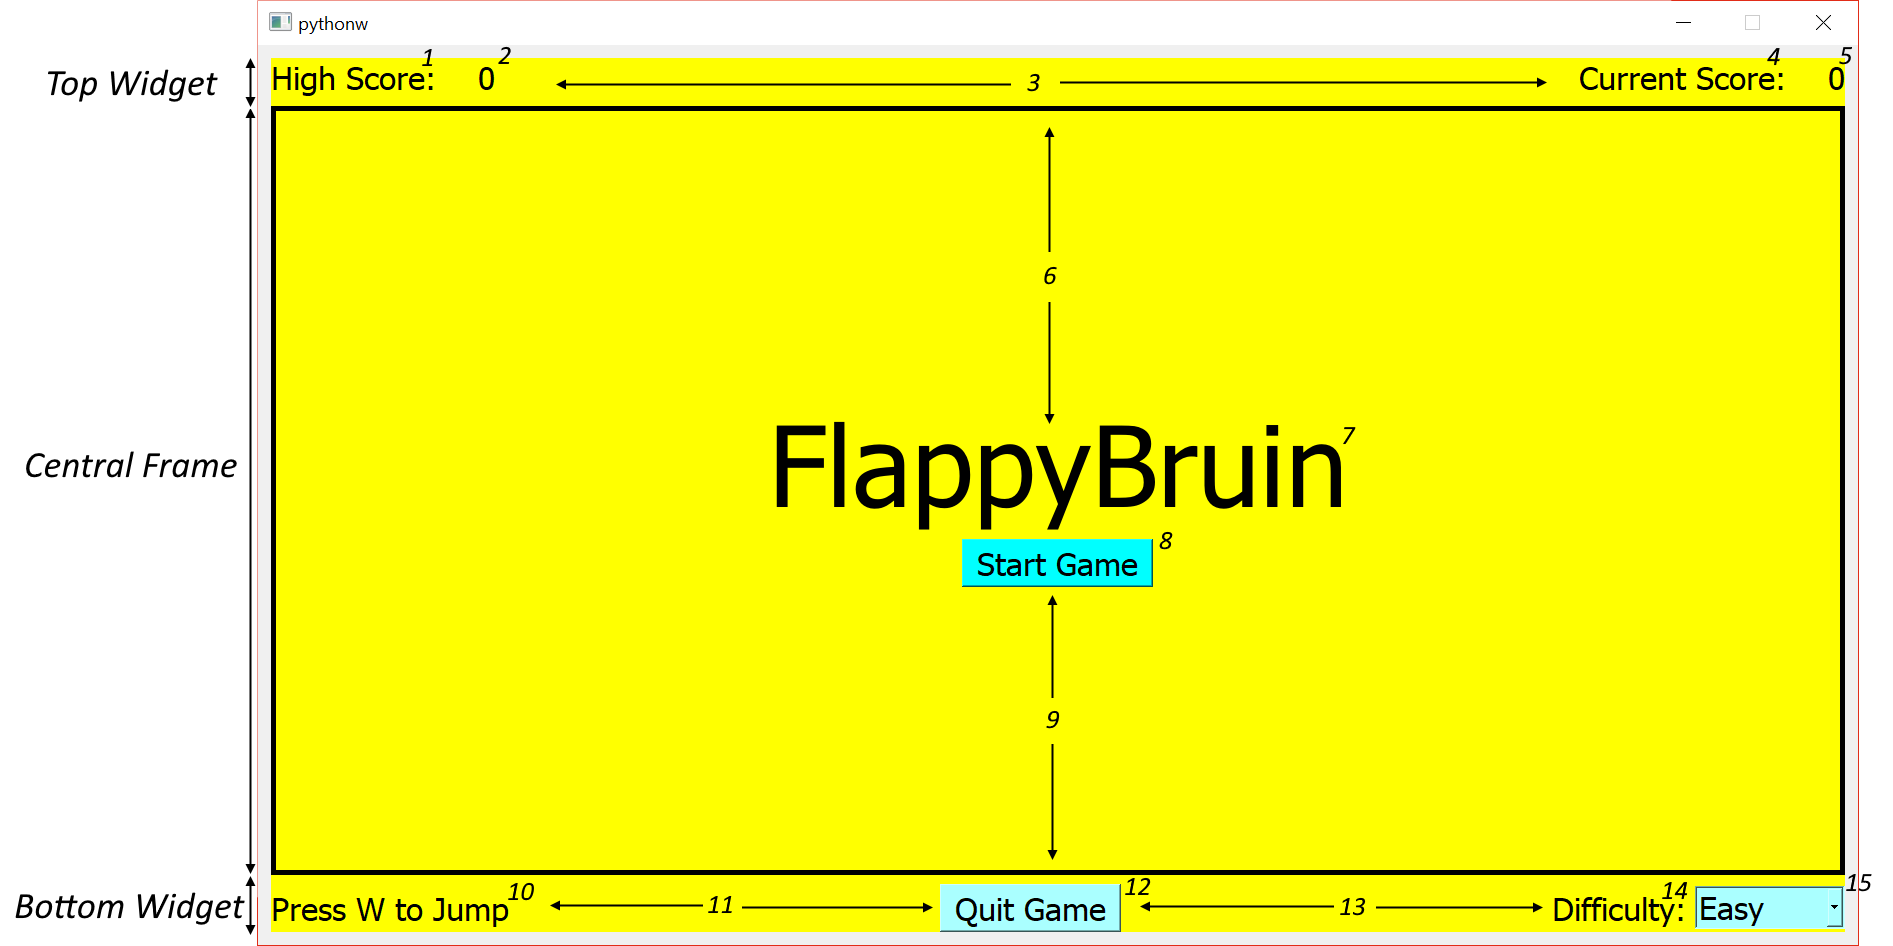 pythonw
Top Widget High Score: 1 0 2 3 Current Score: 4 0 5
6
Central Frame
FlappyBruin 7
Start Game 8
9
Bottom Widget Press W to Jump 10 11 Quit Game 12 13 Difficulty: 14 Easy 15